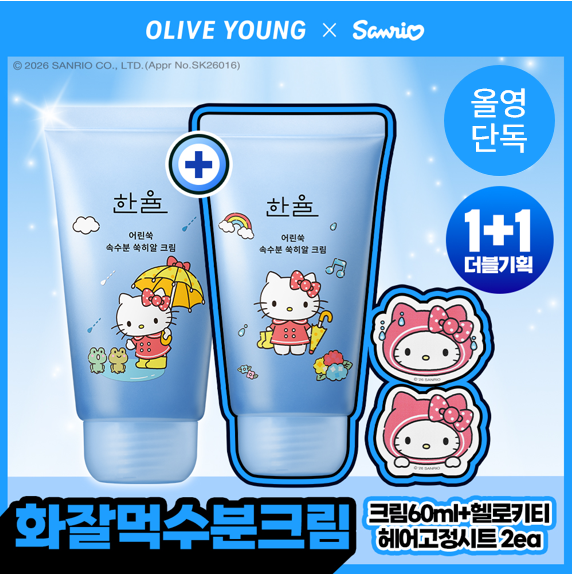 OLIVE YOUNG × Sanrio
© 2026 SANRIO CO., LTD.(Appr No.SK26016)
올영
단독
1+1
더블기획
한율
어린쑥
속수분 쑥히알 크림
한율
어린쑥
속수분 쑥히알 크림
화잘먹수분크림
크림60ml+헬로키티
헤어고정시트 2ea